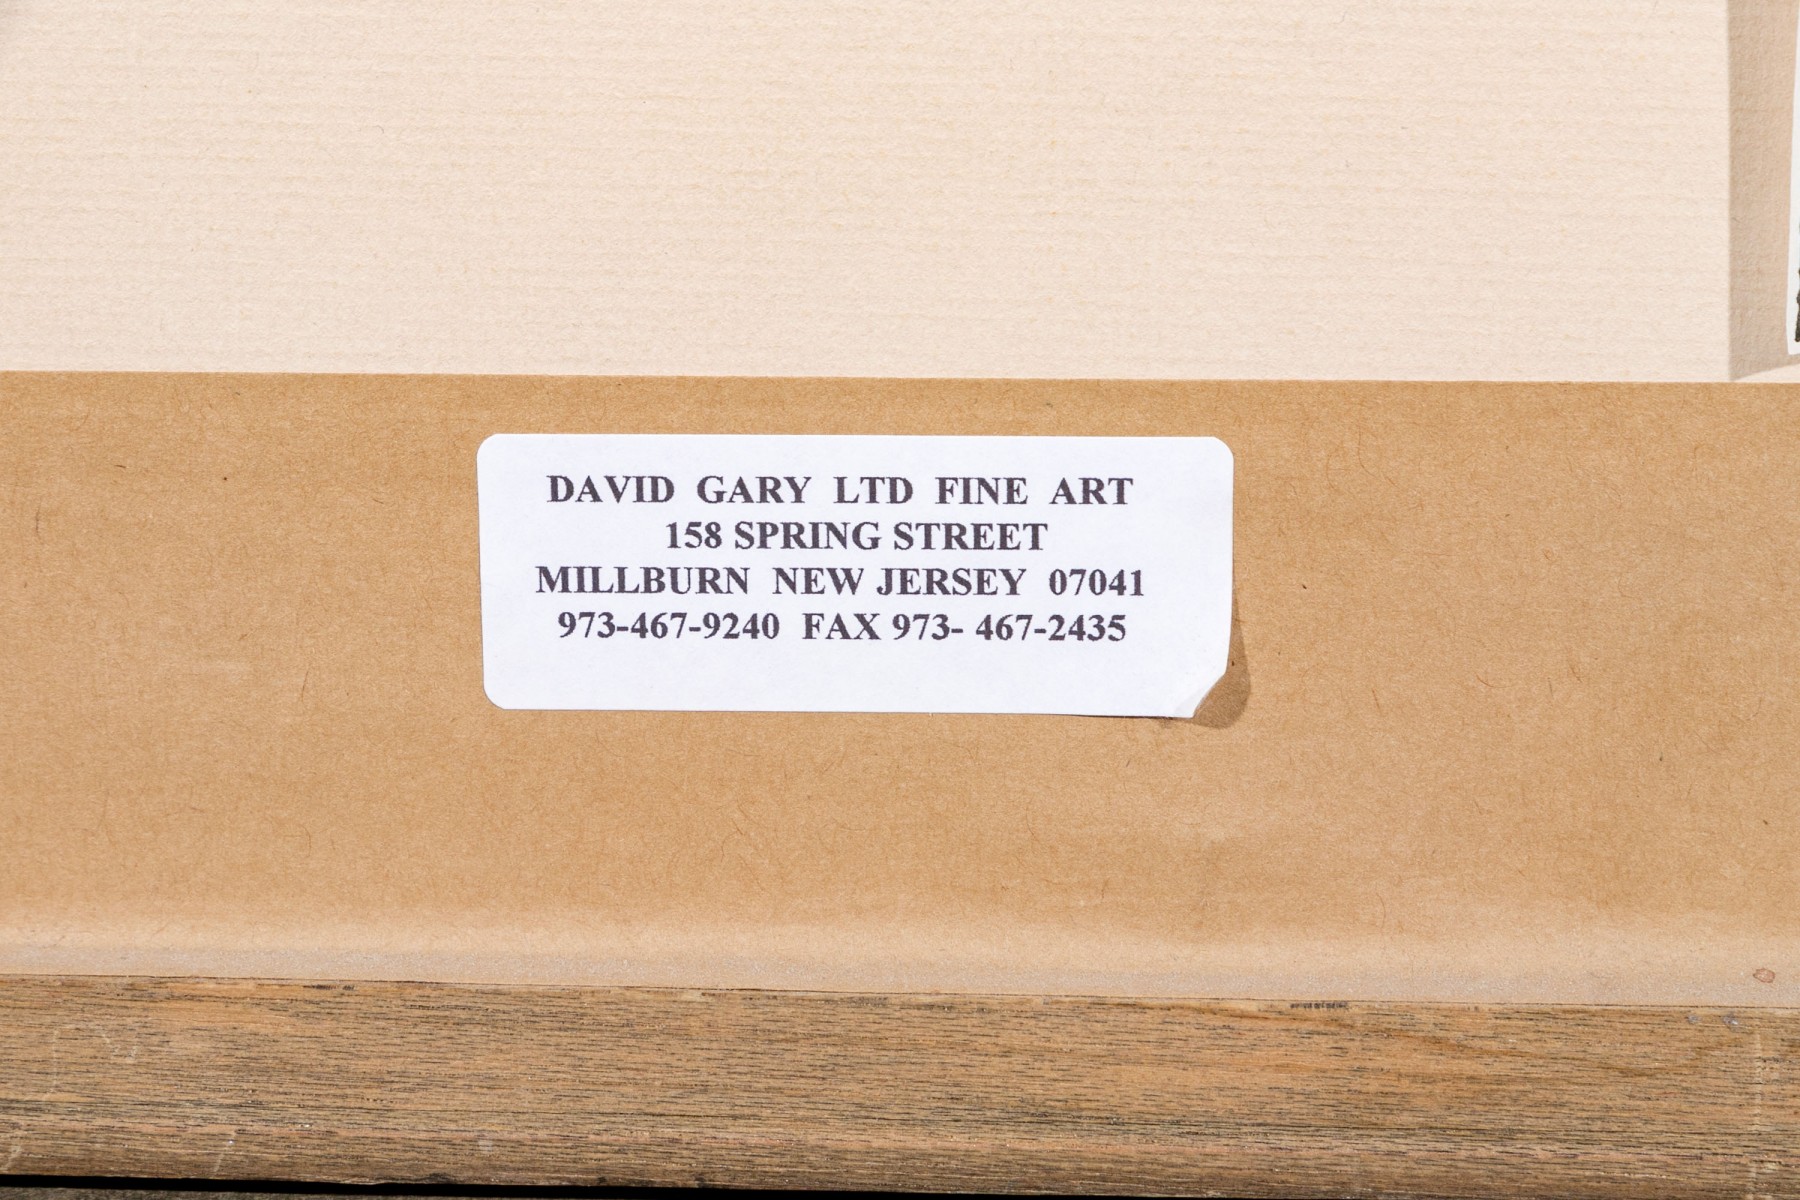 DAVID GARY LTD FINE ART
158 SPRING STREET
MILLBURN NEW JERSEY 07041
973-467-9240 FAX 973- 467-2435